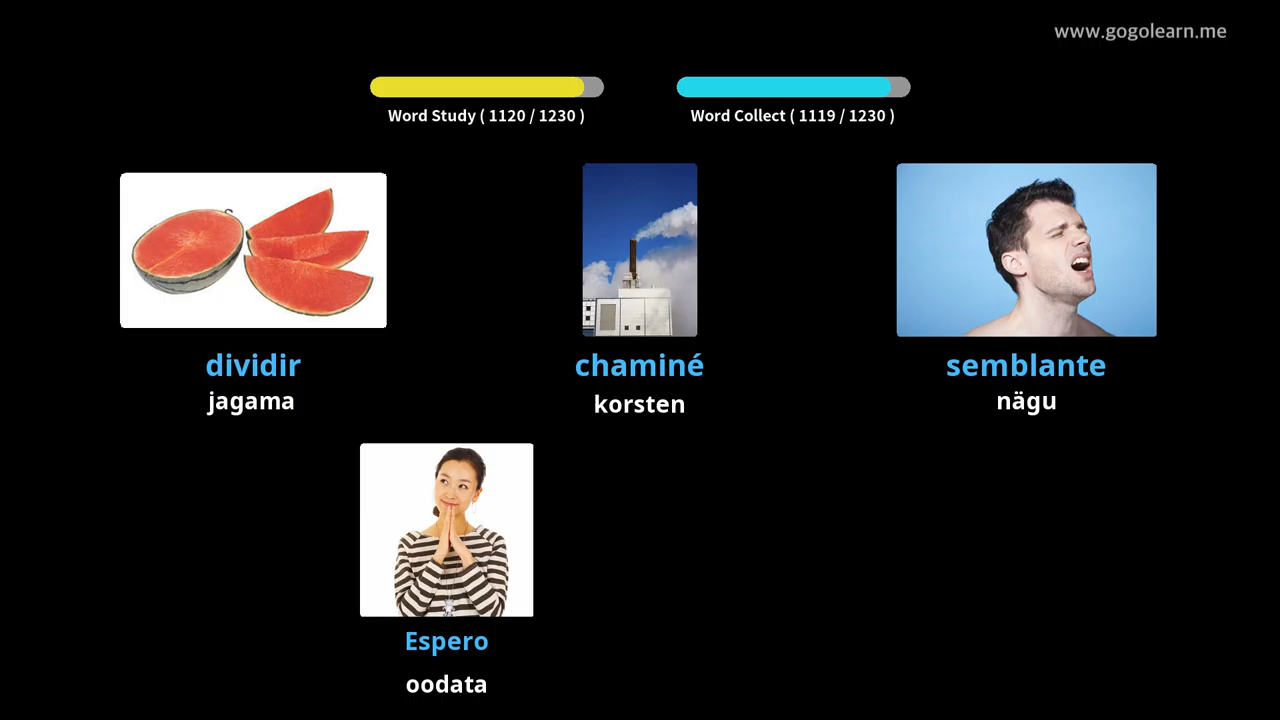 www.gogolearn.me
Word Study ( 1120 / 1230 )
Word Collect ( 1119 / 1230 )
dividir
jagama
chaminé
korsten
semblante
nägu
Espero
oodata